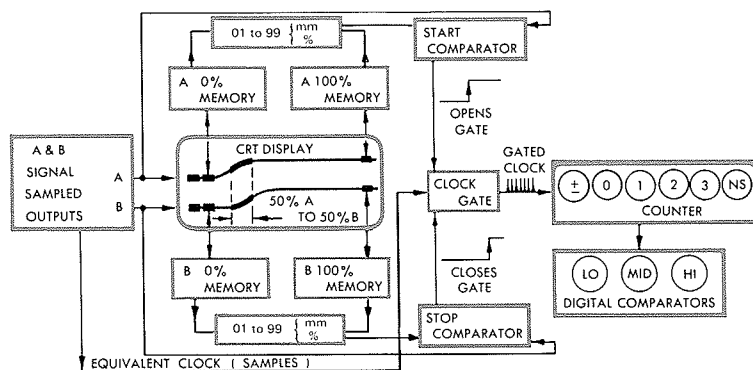 01 to 99 { mm %
START COMPARATOR
A 0% MEMORY
A 100% MEMORY
OPENS GATE
A & B SIGNAL SAMPLED OUTPUTS
A
B
CRT DISPLAY
50% A TO 50% B
CLOCK GATE
GATED CLOCK
± 0 1 2 3 NS
COUNTER
B 0% MEMORY
B 100% MEMORY
CLOSES GATE
LO MID HI
DIGITAL COMPARATORS
01 to 99 { mm %
STOP COMPARATOR
EQUIVALENT CLOCK ( SAMPLES )